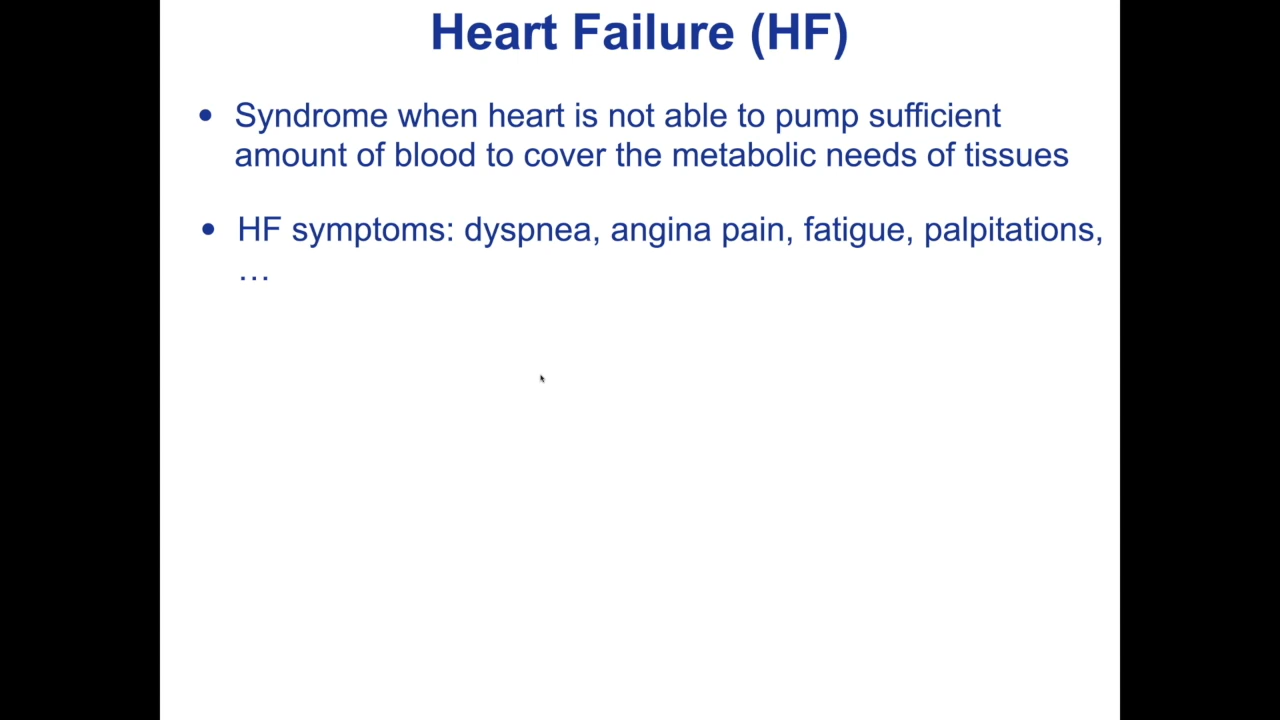 Heart Failure (HF)
• Syndrome when heart is not able to pump sufficient
amount of blood to cover the metabolic needs of tissues
• HF symptoms: dyspnea, angina pain, fatigue, palpitations,
…